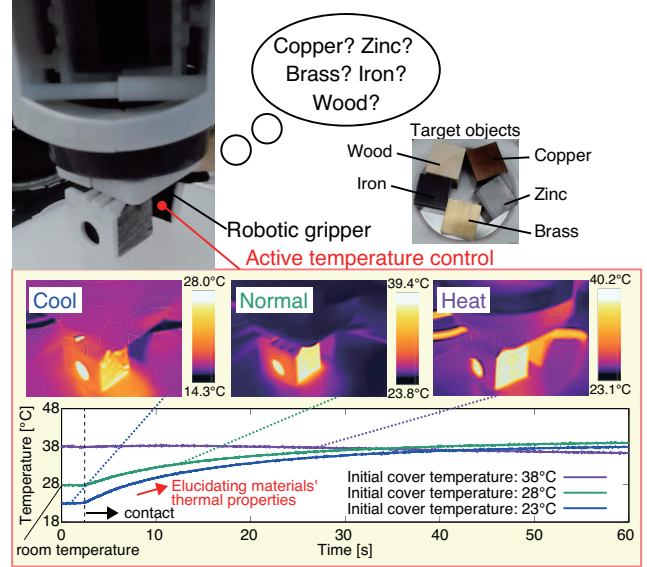 Copper? Zinc?
Brass? Iron?
Wood?
Target objects
Wood
Copper
Iron
Zinc
Brass
Robotic gripper
Active temperature control
Cool
28.0°C
14.3°C
Normal
39.4°C
23.8°C
Heat
40.2°C
23.1°C
Temperature [°C]
48
38
28
18
Elucidating materials'
thermal properties
contact
Initial cover temperature: 38°C
Initial cover temperature: 28°C
Initial cover temperature: 23°C
0 10 20 30 40 50 60
room temperature
Time [s]